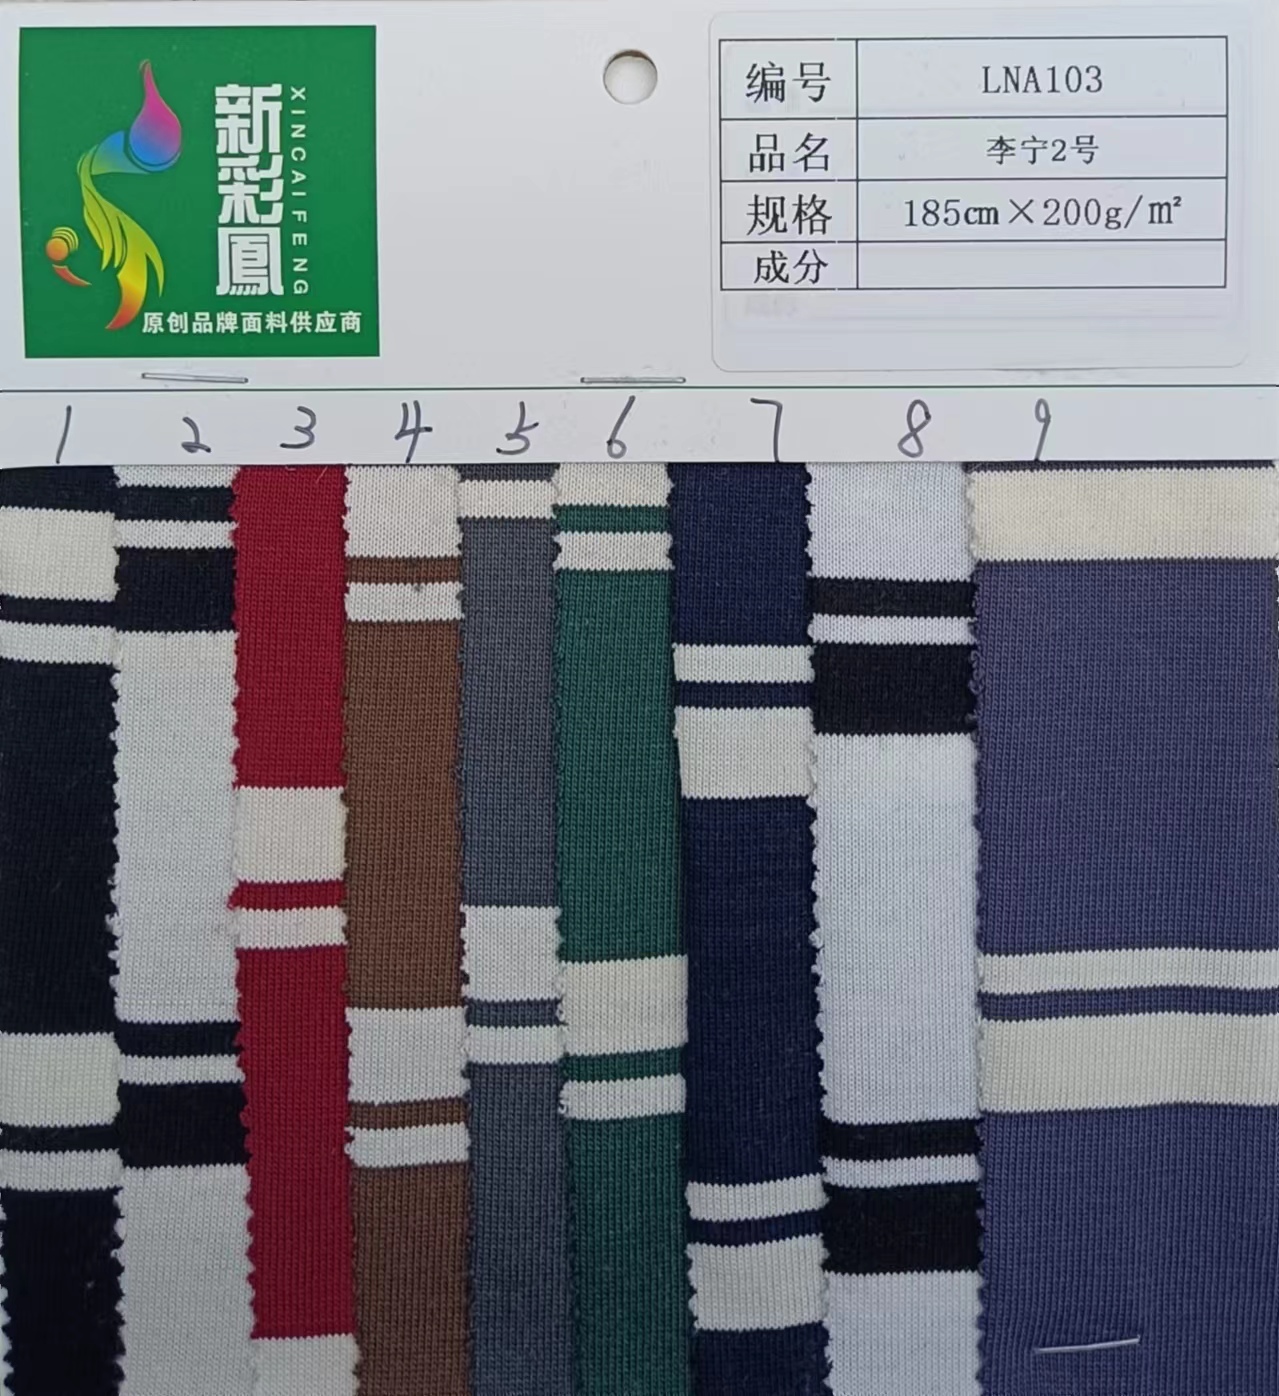 新彩鳳
XINCAIFENG
原创品牌面料供应商
编号 LNA103
品名 李宁2号
规格 185cm×200g/m²
成分
1 2 3 4 5 6 7 8 9